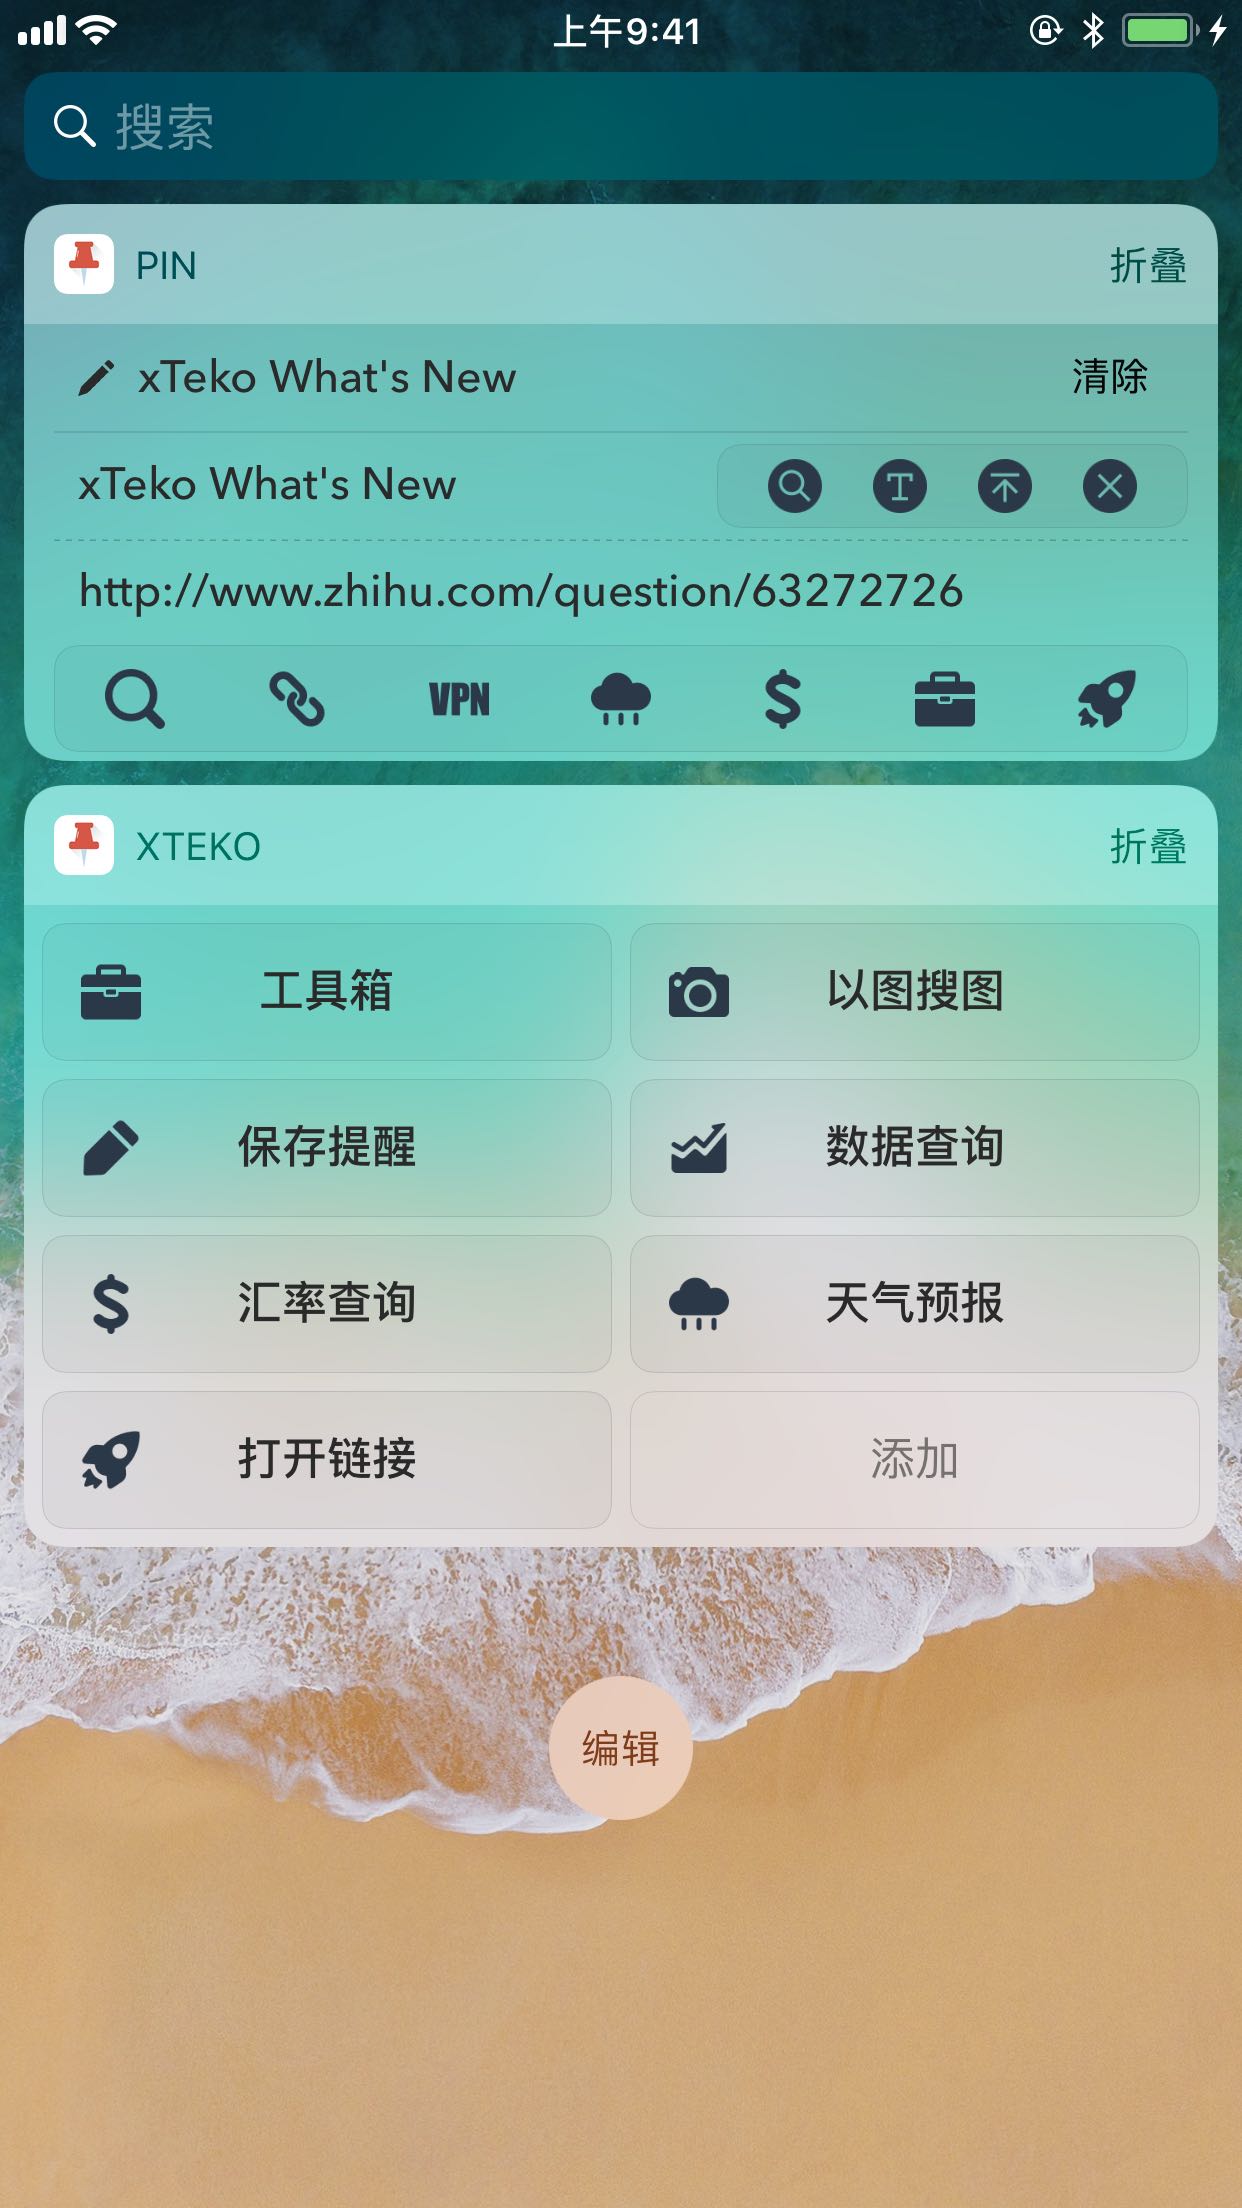 上午9:41
搜索
PIN 折叠
xTeko What's New 清除
xTeko What's New
http://www.zhihu.com/question/63272726
VPN
XTEKO 折叠
工具箱 以图搜图
保存提醒 数据查询
汇率查询 天气预报
打开链接 添加
编辑